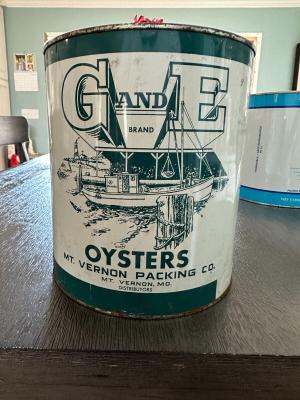 G AND E
BRAND
OYSTERS
MT. VERNON PACKING CO.
MT. VERNON, MD.
DISTRIBUTORS